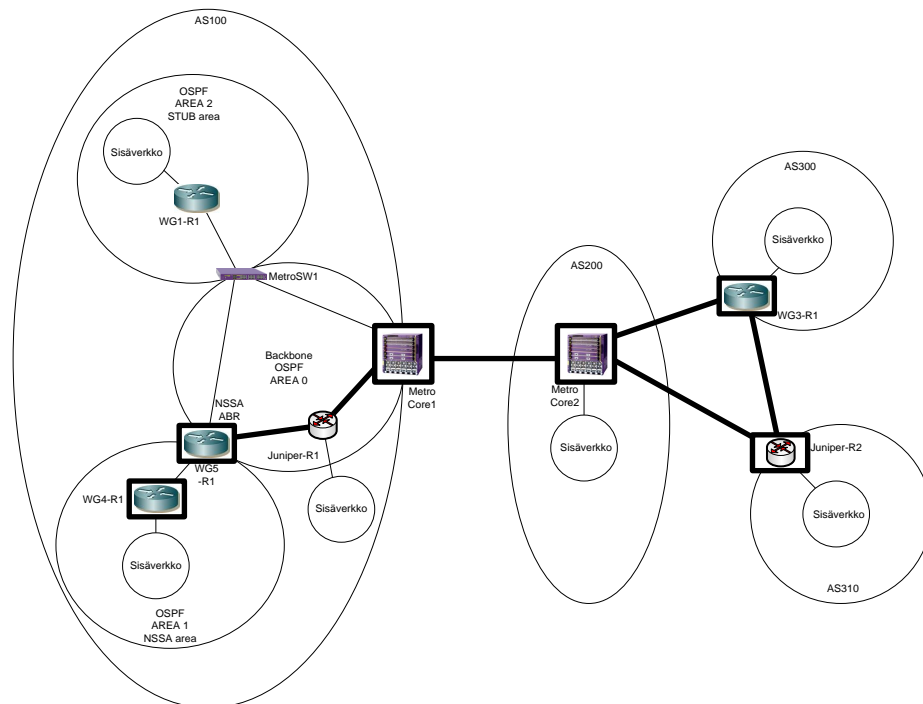 AS100
OSPF
AREA 2
STUB area
Sisäverkko
WG1-R1
MetroSW1
Backbone
OSPF
AREA 0
Metro
Core1
NSSA
ABR
WG5
-R1
Juniper-R1
Sisäverkko
WG4-R1
Sisäverkko
OSPF
AREA 1
NSSA area
AS200
Metro
Core2
Sisäverkko
AS300
Sisäverkko
WG3-R1
Juniper-R2
Sisäverkko
AS310